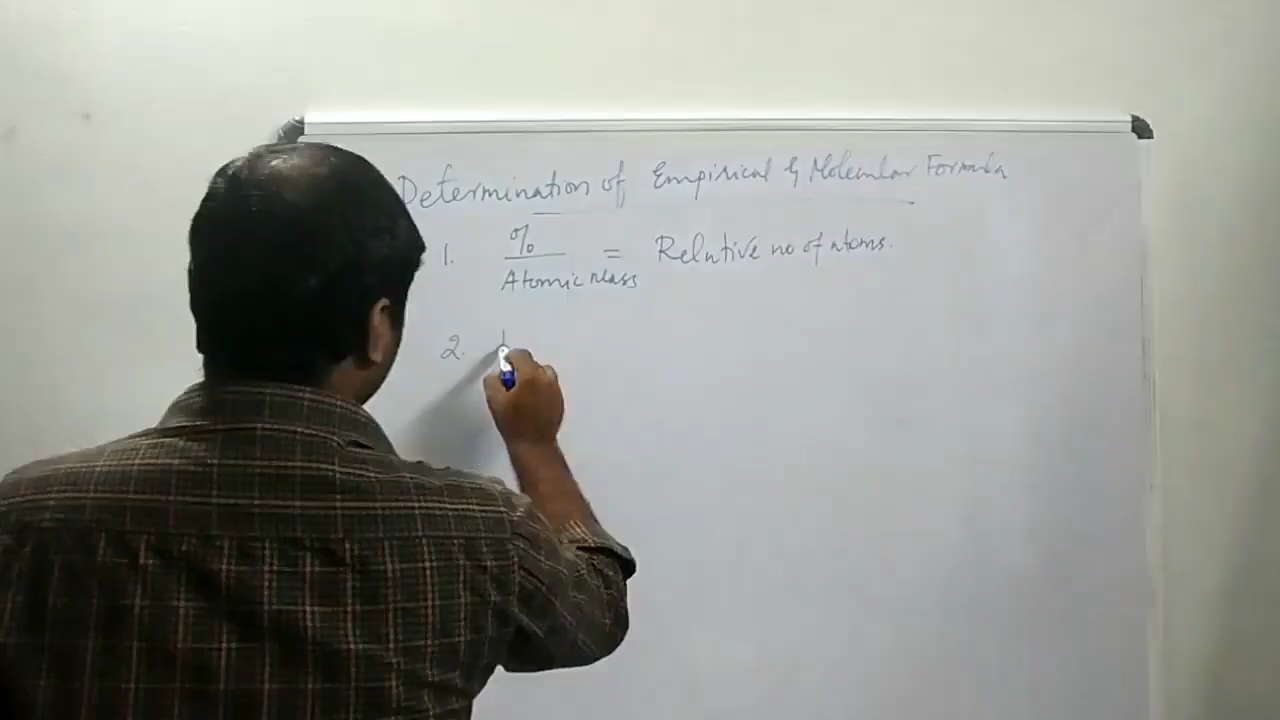 Determination of Empirical & Molecular Formula
1. % / Atomic mass = Relative no of atoms.
2.